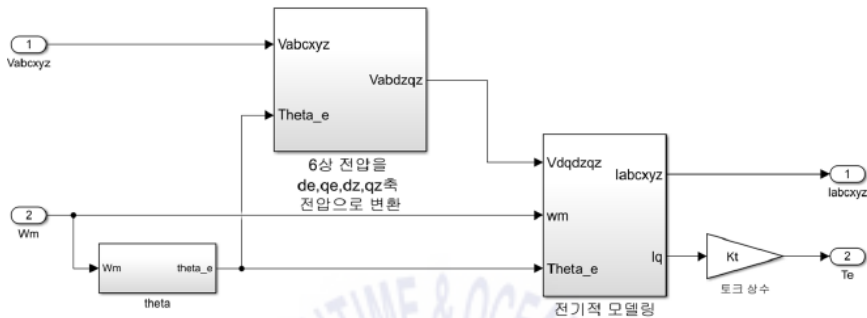 1
Vabcxyz
Vabcxyz
Theta_e
Vabdzqz
6상 전압을
de,qe,dz,qz축
전압으로 변환
2
Wm
Wm
theta_e
theta
Vdqdzqz
wm
Theta_e
Iabcxyz
Iq
전기적 모델링
Kt
토크 상수
1
Iabcxyz
2
Te
TIME & OCE